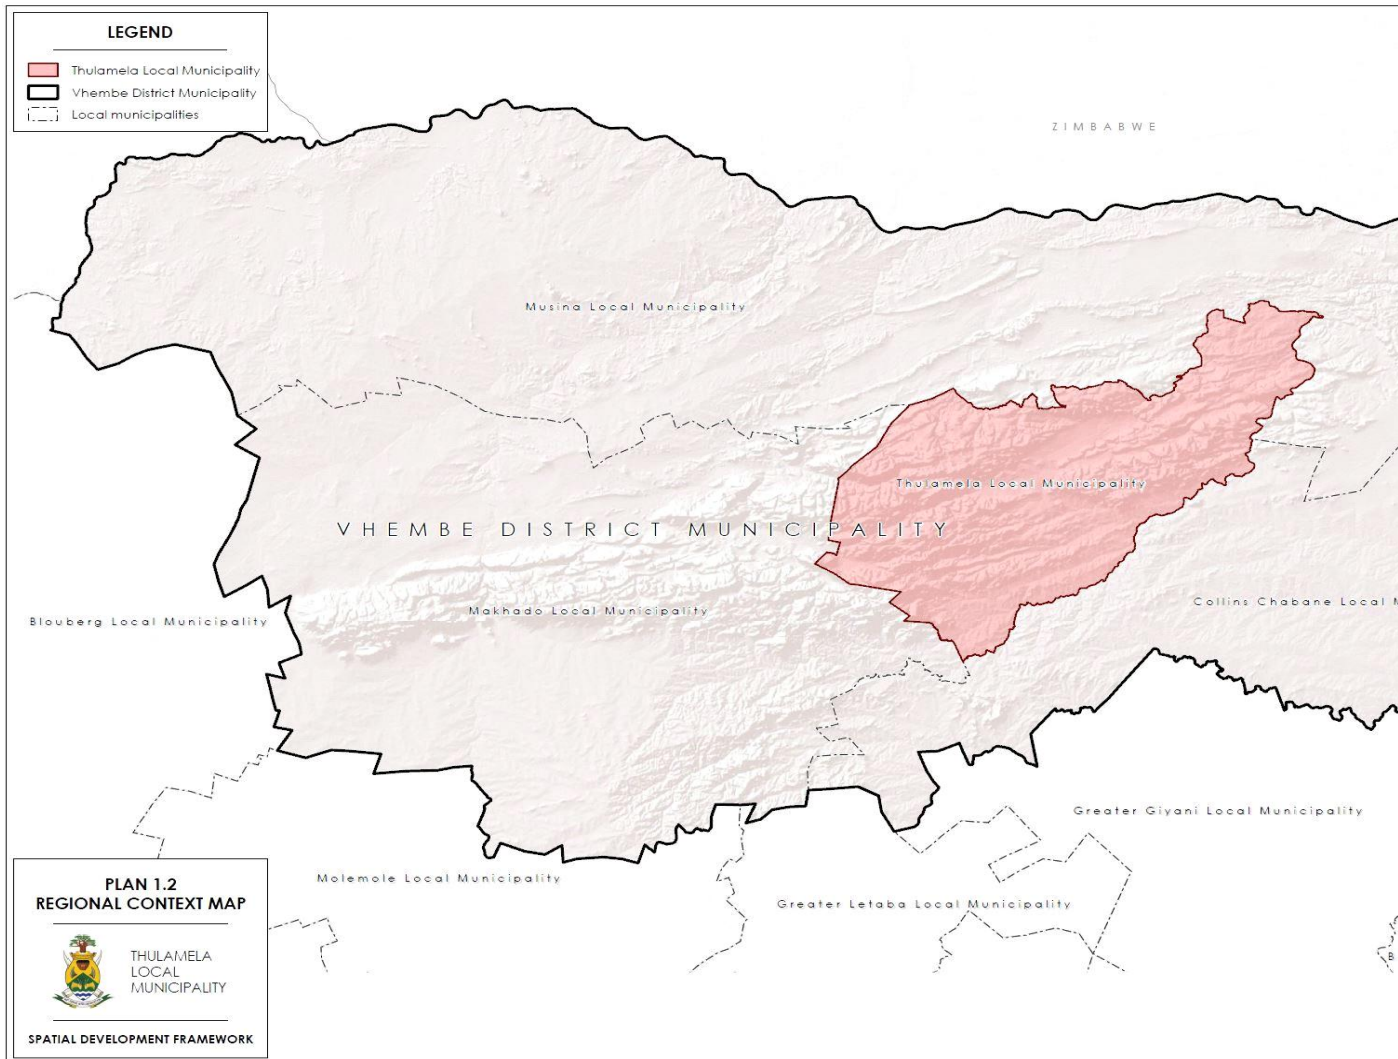 LEGEND
Thulamela Local Municipality
Vhembe District Municipality
Local municipalities
ZIMBABWE
Musina Local Municipality
Thulamela Local Municipality
VHEMBE DISTRICT MUNICIPALITY
Makhado Local Municipality
Collins Chabane Local M
Blouberg Local Municipality
Greater Giyani Local Municipality
Molemole Local Municipality
Greater Letaba Local Municipality
B
PLAN 1.2
REGIONAL CONTEXT MAP
THULAMELA
LOCAL
MUNICIPALITY
SPATIAL DEVELOPMENT FRAMEWORK